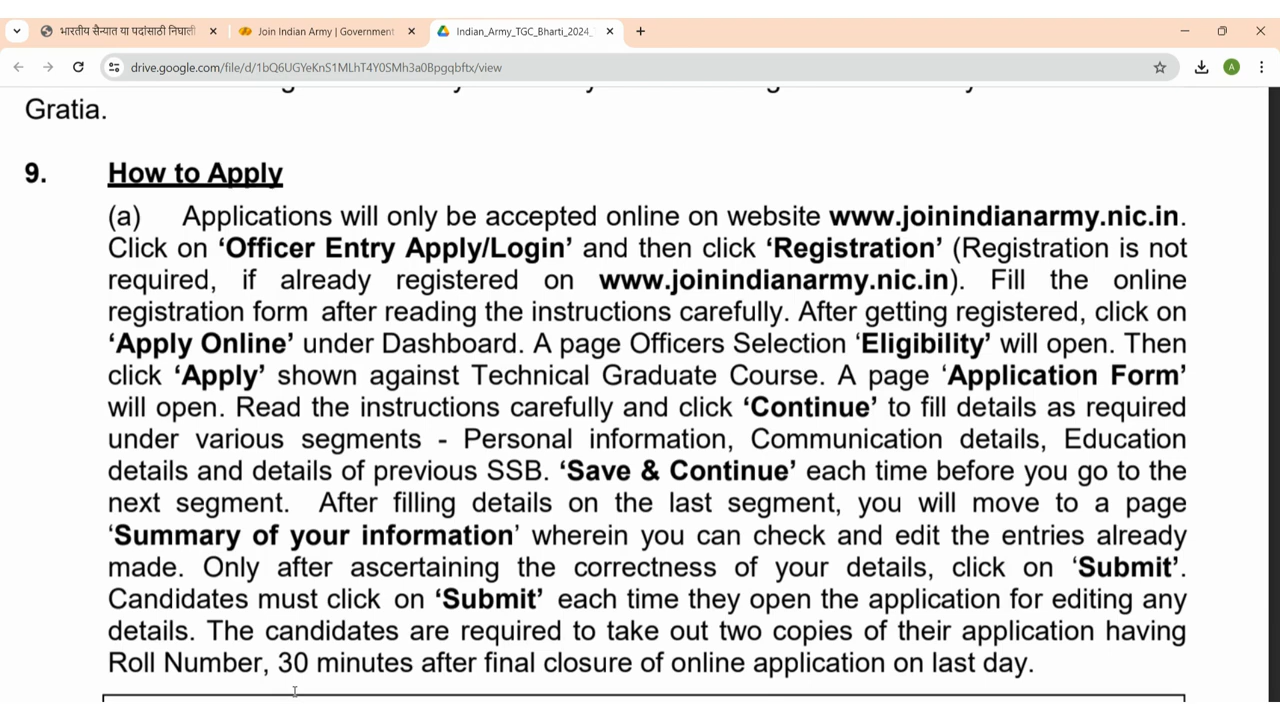 भारतीय सैन्यात या पदांसाठी निघाली
Join Indian Army | Government
Indian_Army_TGC_Bharti_2024_
drive.google.com/file/d/1bQ6UGYeKnS1MLhT4Y0SMh3a0Bpgqbftx/view
A
Gratia.
9. How to Apply
(a) Applications will only be accepted online on website www.joinindianarmy.nic.in.
Click on ‘Officer Entry Apply/Login’ and then click ‘Registration’ (Registration is not
required, if already registered on www.joinindianarmy.nic.in). Fill the online
registration form after reading the instructions carefully. After getting registered, click on
‘Apply Online’ under Dashboard. A page Officers Selection ‘Eligibility’ will open. Then
click ‘Apply’ shown against Technical Graduate Course. A page ‘Application Form’
will open. Read the instructions carefully and click ‘Continue’ to fill details as required
under various segments - Personal information, Communication details, Education
details and details of previous SSB. ‘Save & Continue’ each time before you go to the
next segment. After filling details on the last segment, you will move to a page
‘Summary of your information’ wherein you can check and edit the entries already
made. Only after ascertaining the correctness of your details, click on ‘Submit’.
Candidates must click on ‘Submit’ each time they open the application for editing any
details. The candidates are required to take out two copies of their application having
Roll Number, 30 minutes after final closure of online application on last day.